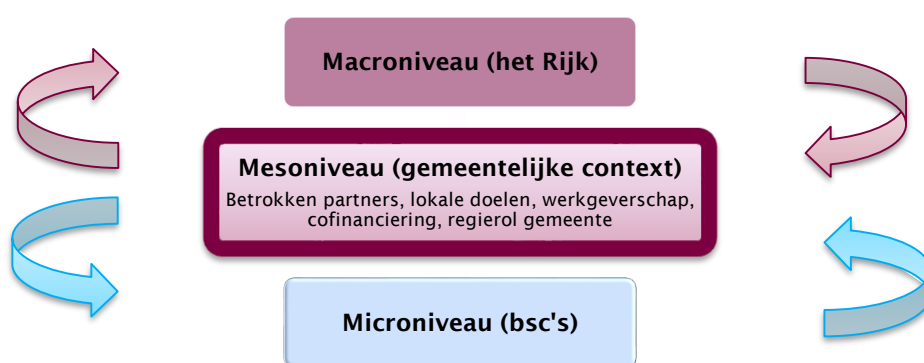 Macroniveau (het Rijk)
Mesoniveau (gemeentelijke context)
Betrokken partners, lokale doelen, werkgeverschap,
cofinanciering, regierol gemeente
Microniveau (bsc's)